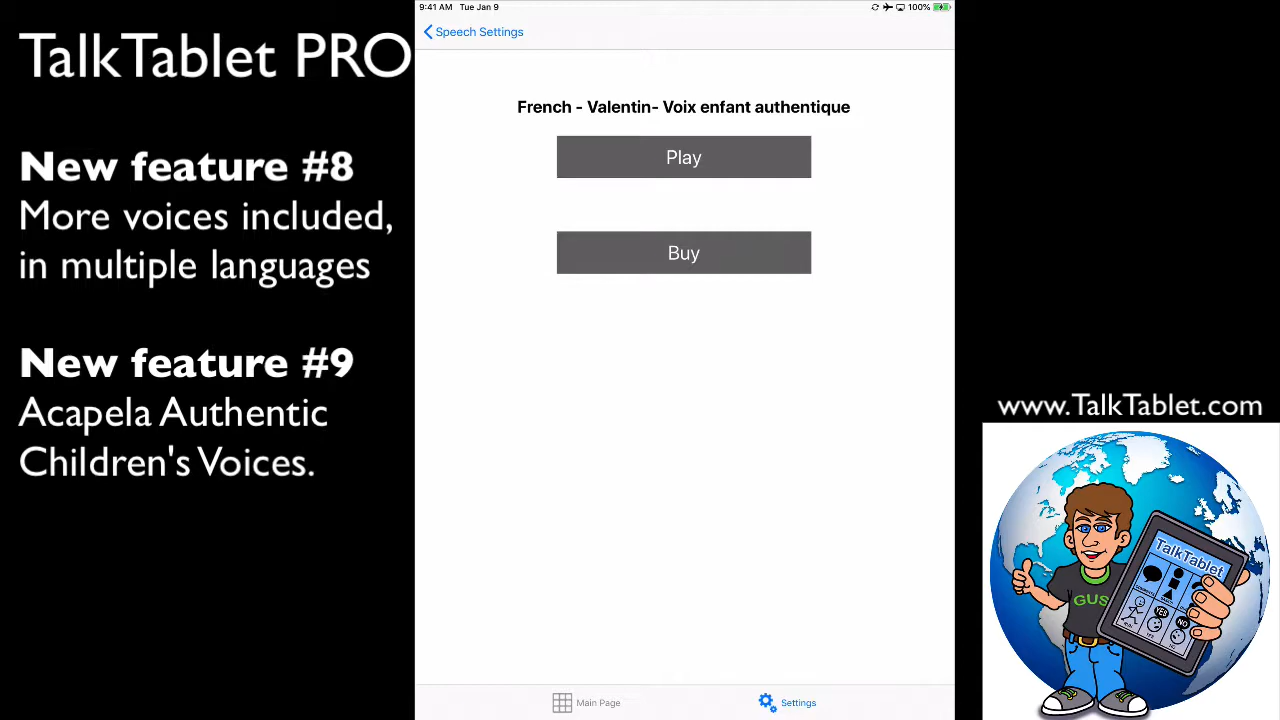 TalkTablet PRO
New feature #8
More voices included,
in multiple languages
New feature #9
Acapela Authentic
Children's Voices.
9:41 AM Tue Jan 9
100%
Speech Settings
French - Valentin- Voix enfant authentique
Play
Buy
Main Page
Settings
www.TalkTablet.com
TalkTablet
GUS
YES
NO